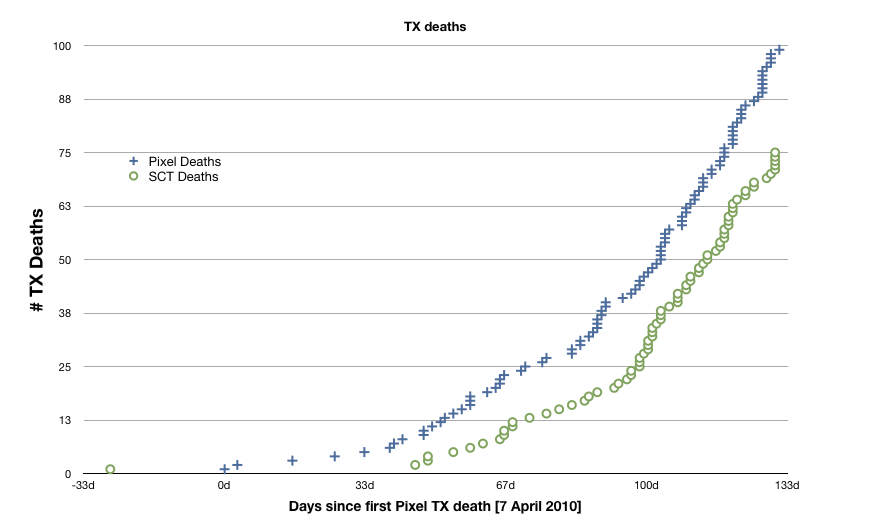 TX deaths
100
88
75
63
50
38
25
13
0
# TX Deaths
Pixel Deaths
SCT Deaths
-33d 0d 33d 67d 100d 133d
Days since first Pixel TX death [7 April 2010]